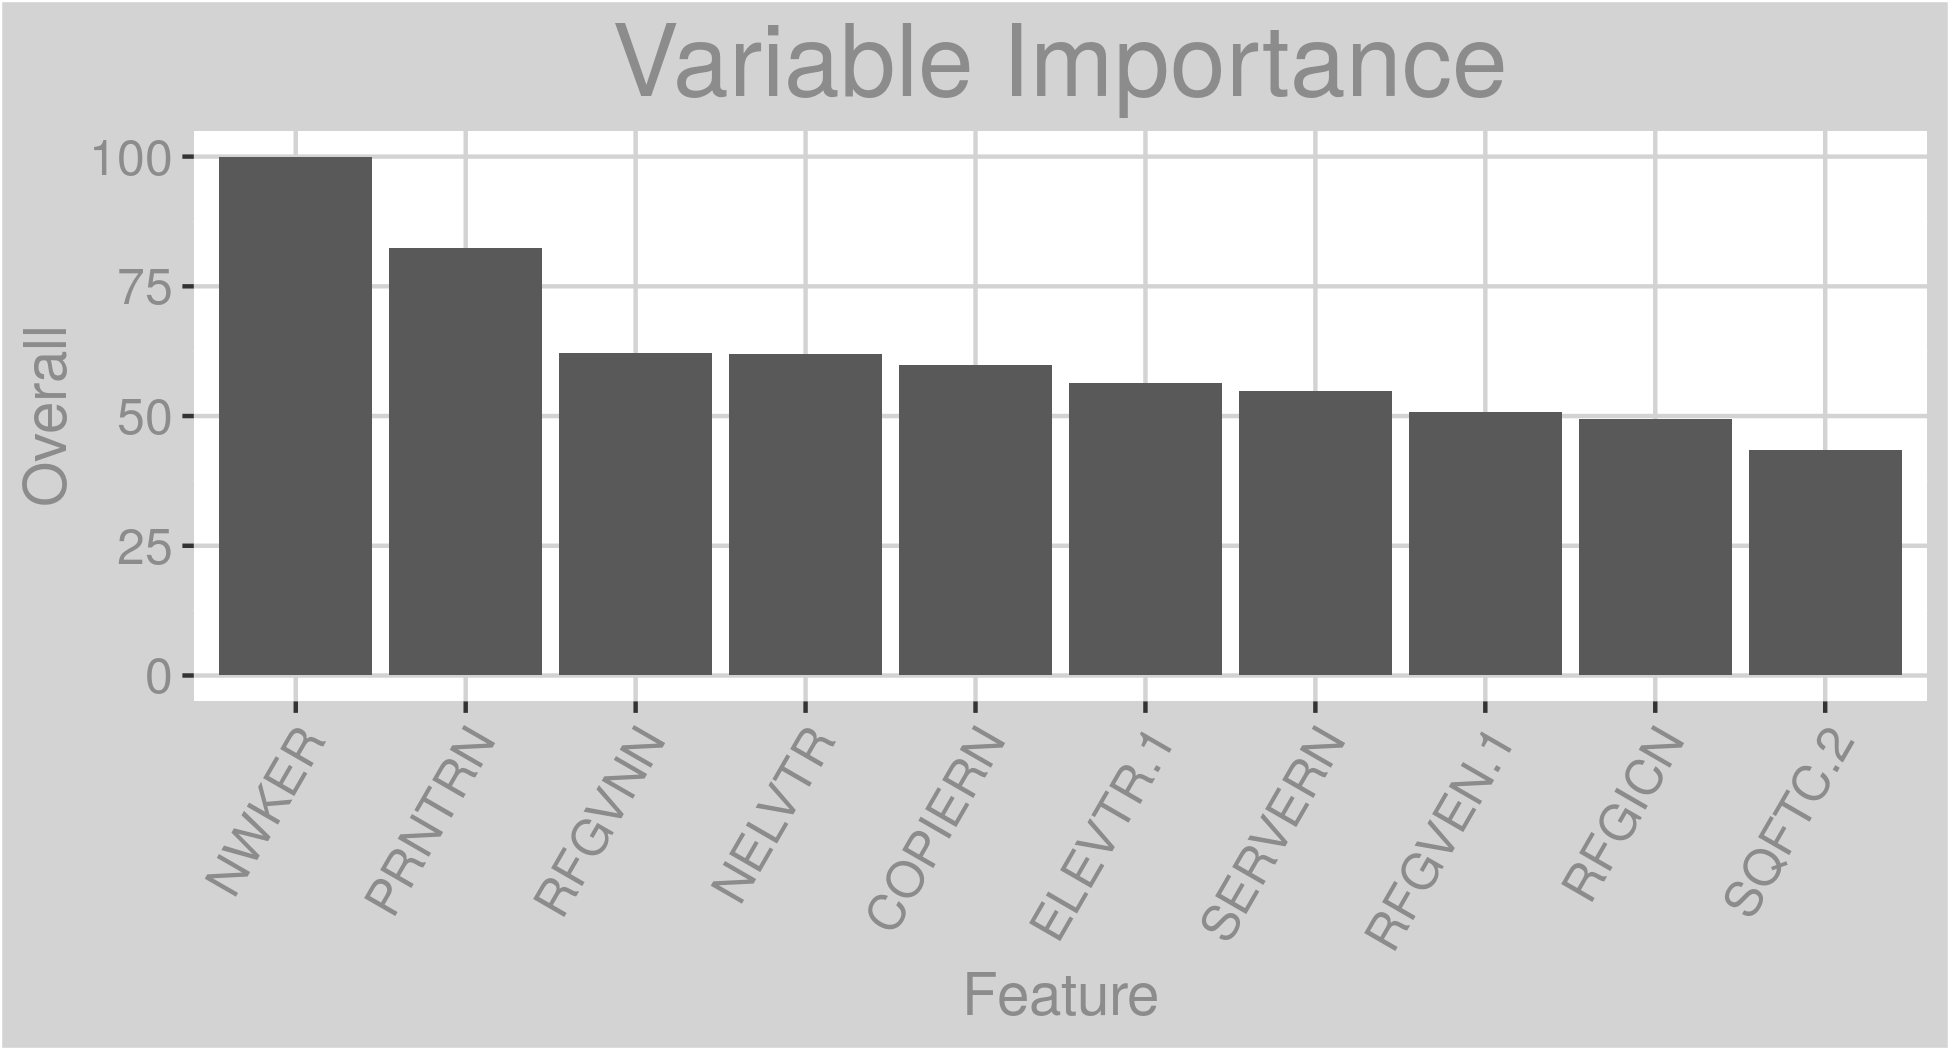 Variable Importance
Overall
100
75
50
25
0
NWKER
PRNTRN
RFGVNN
NELVTR
COPIERN
ELEVTR.1
SERVERN
RFGVEN.1
RFGICN
SQFTC.2
Feature